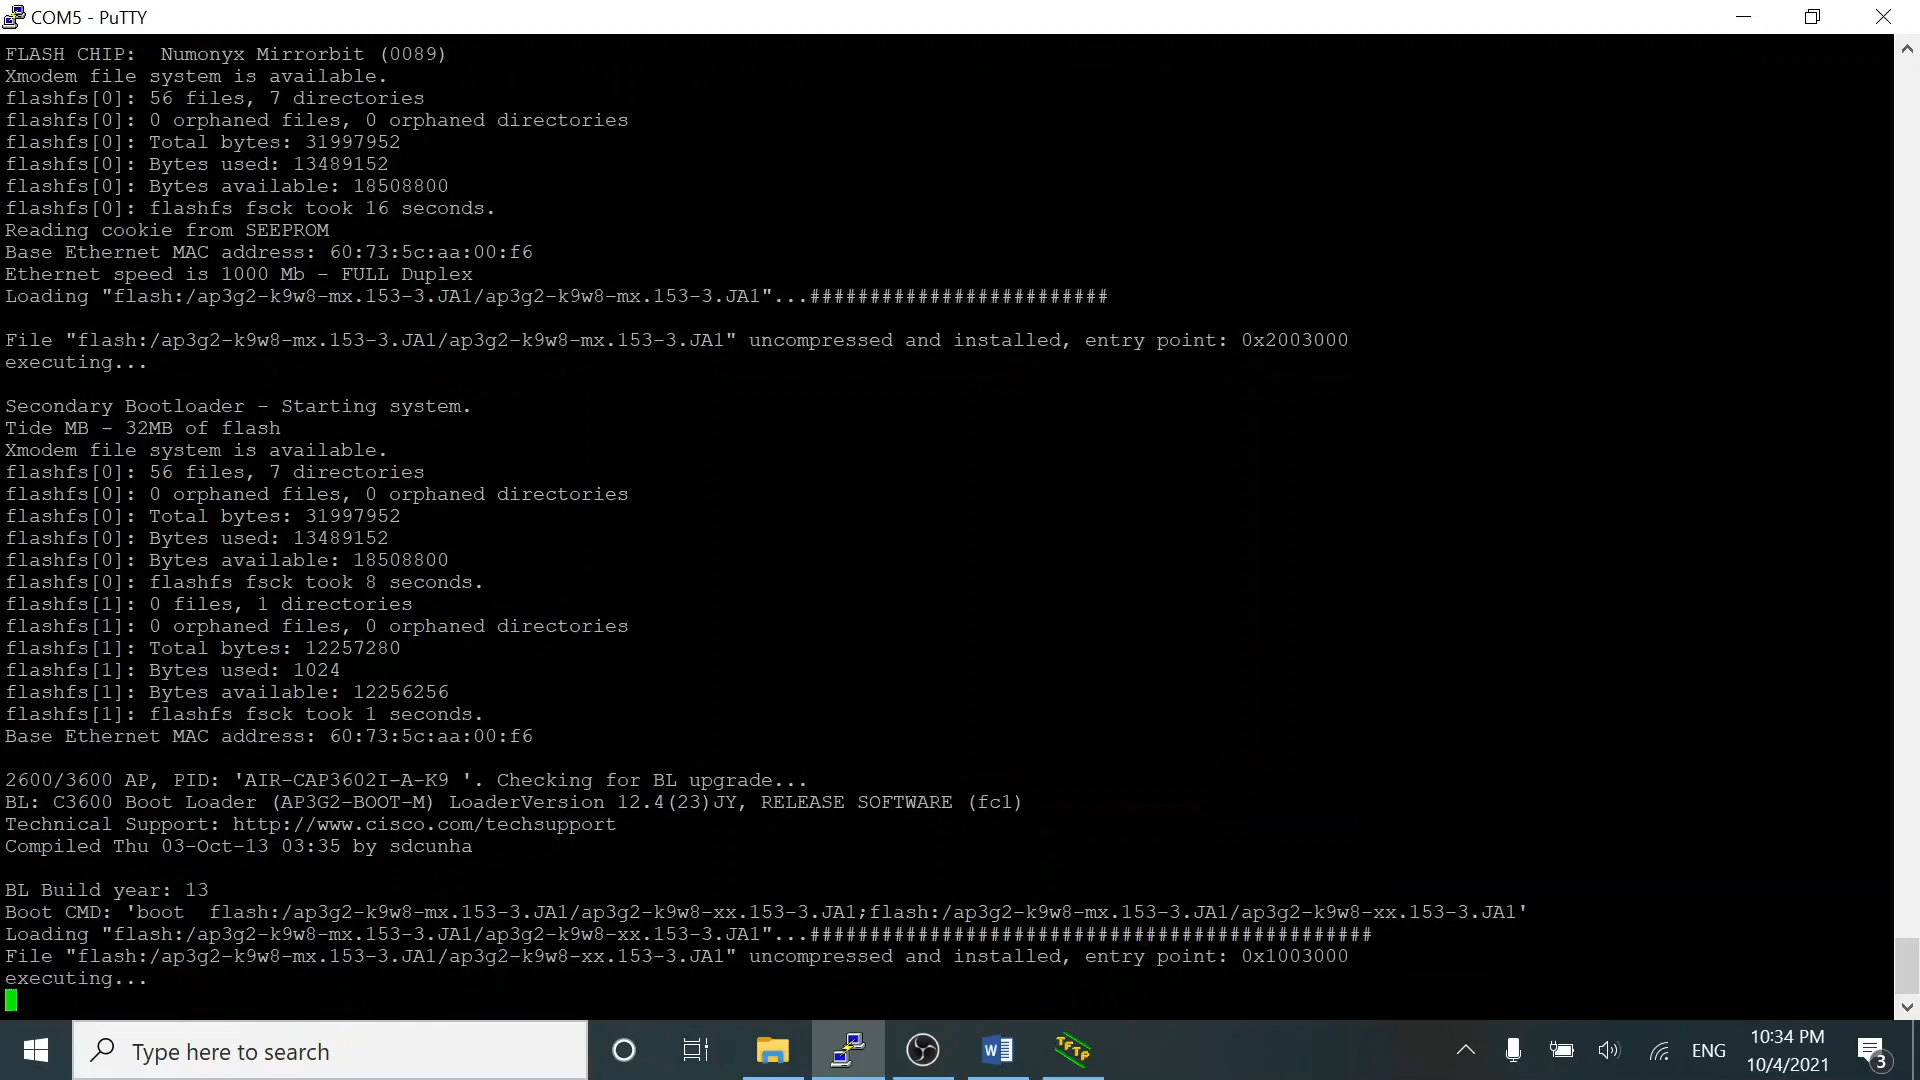 COM5 - PuTTY
FLASH CHIP:  Numonyx Mirrorbit (0089)
Xmodem file system is available.
flashfs[0]: 56 files, 7 directories
flashfs[0]: 0 orphaned files, 0 orphaned directories
flashfs[0]: Total bytes: 31997952
flashfs[0]: Bytes used: 13489152
flashfs[0]: Bytes available: 18508800
flashfs[0]: flashfs fsck took 16 seconds.
Reading cookie from SEEPROM
Base Ethernet MAC address: 60:73:5c:aa:00:f6
Ethernet speed is 1000 Mb - FULL Duplex
Loading "flash:/ap3g2-k9w8-mx.153-3.JA1/ap3g2-k9w8-mx.153-3.JA1"...#########################
File "flash:/ap3g2-k9w8-mx.153-3.JA1/ap3g2-k9w8-mx.153-3.JA1" uncompressed and installed, entry point: 0x2003000
executing...
Secondary Bootloader - Starting system.
Tide MB - 32MB of flash
Xmodem file system is available.
flashfs[0]: 56 files, 7 directories
flashfs[0]: 0 orphaned files, 0 orphaned directories
flashfs[0]: Total bytes: 31997952
flashfs[0]: Bytes used: 13489152
flashfs[0]: Bytes available: 18508800
flashfs[0]: flashfs fsck took 8 seconds.
flashfs[1]: 0 files, 1 directories
flashfs[1]: 0 orphaned files, 0 orphaned directories
flashfs[1]: Total bytes: 12257280
flashfs[1]: Bytes used: 1024
flashfs[1]: Bytes available: 12256256
flashfs[1]: flashfs fsck took 1 seconds.
Base Ethernet MAC address: 60:73:5c:aa:00:f6
2600/3600 AP, PID: 'AIR-CAP3602I-A-K9 '. Checking for BL upgrade...
BL: C3600 Boot Loader (AP3G2-BOOT-M) LoaderVersion 12.4(23)JY, RELEASE SOFTWARE (fc1)
Technical Support: http://www.cisco.com/techsupport
Compiled Thu 03-Oct-13 03:35 by sdcunha
BL Build year: 13
Boot CMD: 'boot  flash:/ap3g2-k9w8-mx.153-3.JA1/ap3g2-k9w8-xx.153-3.JA1;flash:/ap3g2-k9w8-mx.153-3.JA1/ap3g2-k9w8-xx.153-3.JA1'
Loading "flash:/ap3g2-k9w8-mx.153-3.JA1/ap3g2-k9w8-xx.153-3.JA1"...###############################################
File "flash:/ap3g2-k9w8-mx.153-3.JA1/ap3g2-k9w8-xx.153-3.JA1" uncompressed and installed, entry point: 0x1003000
executing...
Type here to search
W
TFTP
ENG
10:34 PM
10/4/2021
3